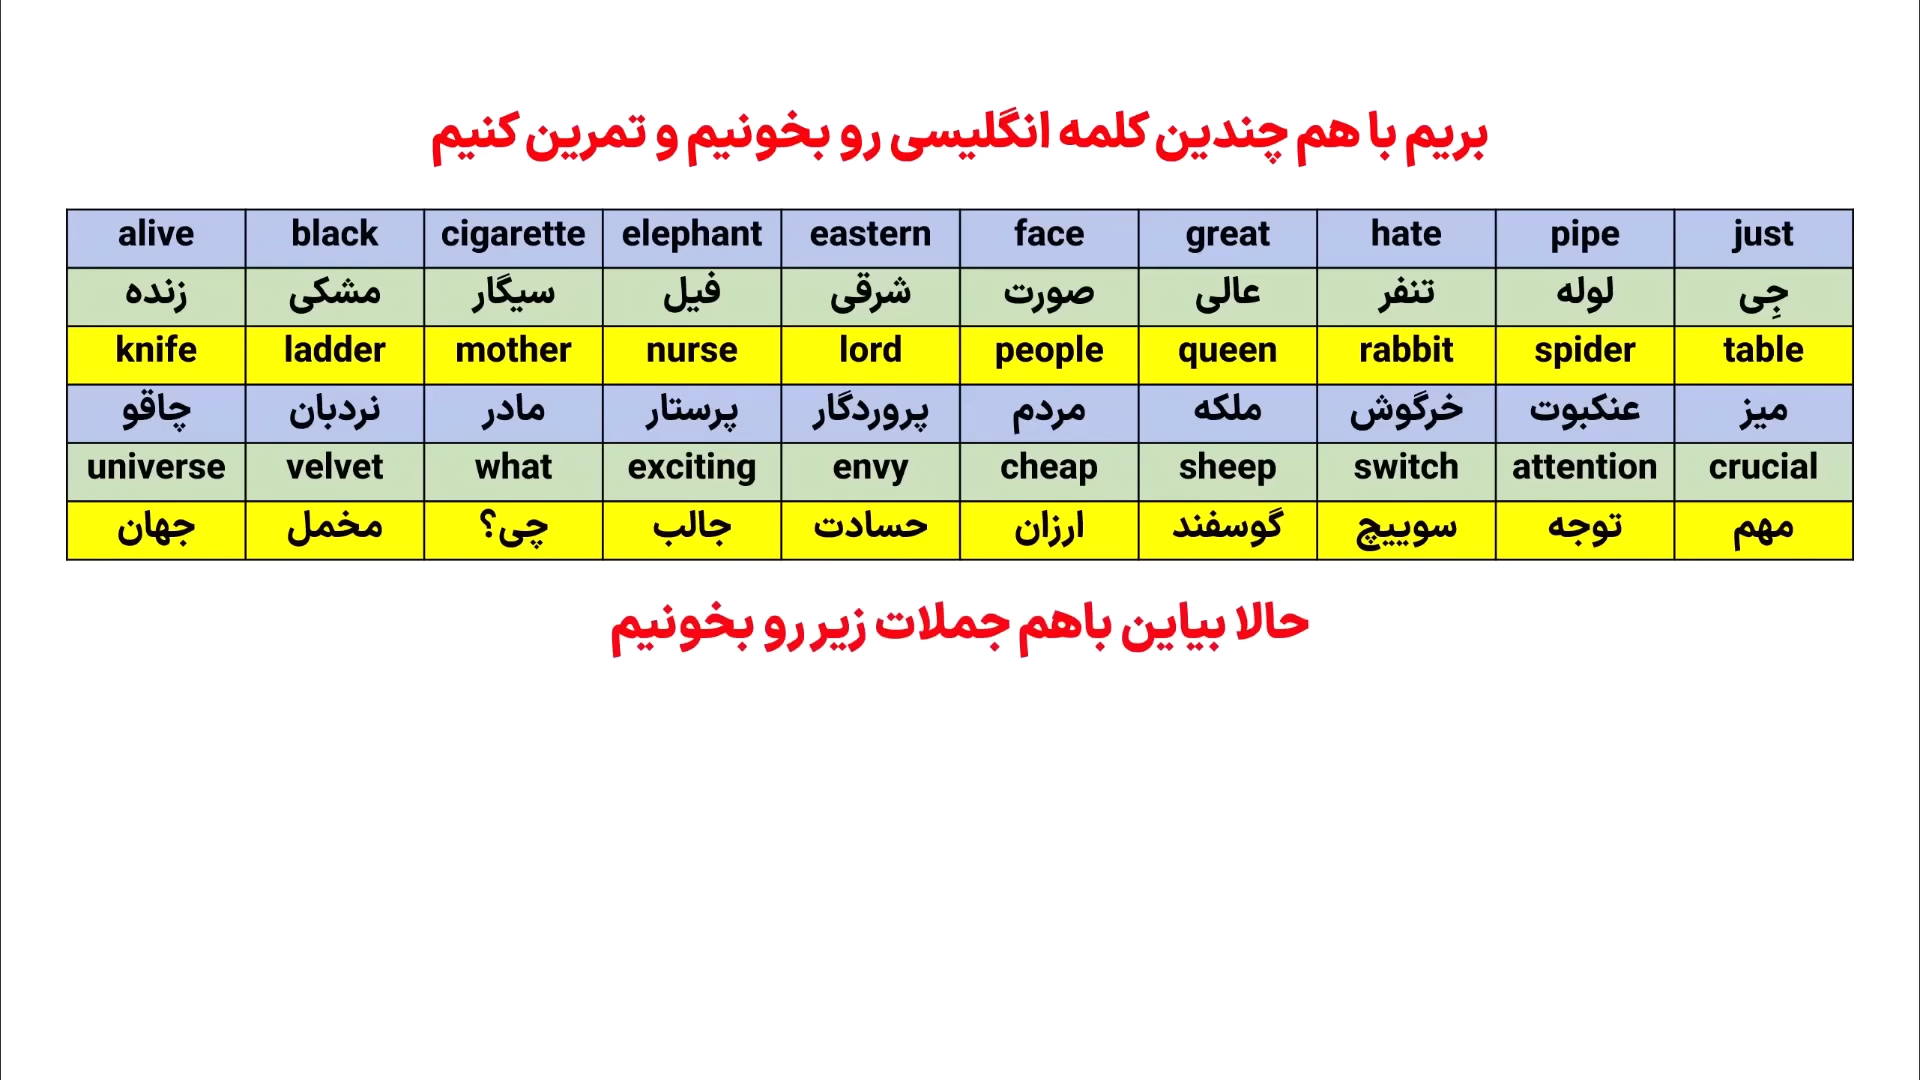 بریم با هم چندین کلمه انگلیسی رو بخونیم و تمرین کنیم
alive black cigarette elephant eastern face great hate pipe just
زنده مشکی سیگار فیل شرقی صورت عالی تنفر لوله جِی
knife ladder mother nurse lord people queen rabbit spider table
چاقو نردبان مادر پرستار پروردگار مردم ملکه خرگوش عنکبوت میز
universe velvet what exciting envy cheap sheep switch attention crucial
جهان مخمل چی؟ جالب حسادت ارزان گوسفند سوییچ توجه مهم
حالا بیاین باهم جملات زیر رو بخونیم